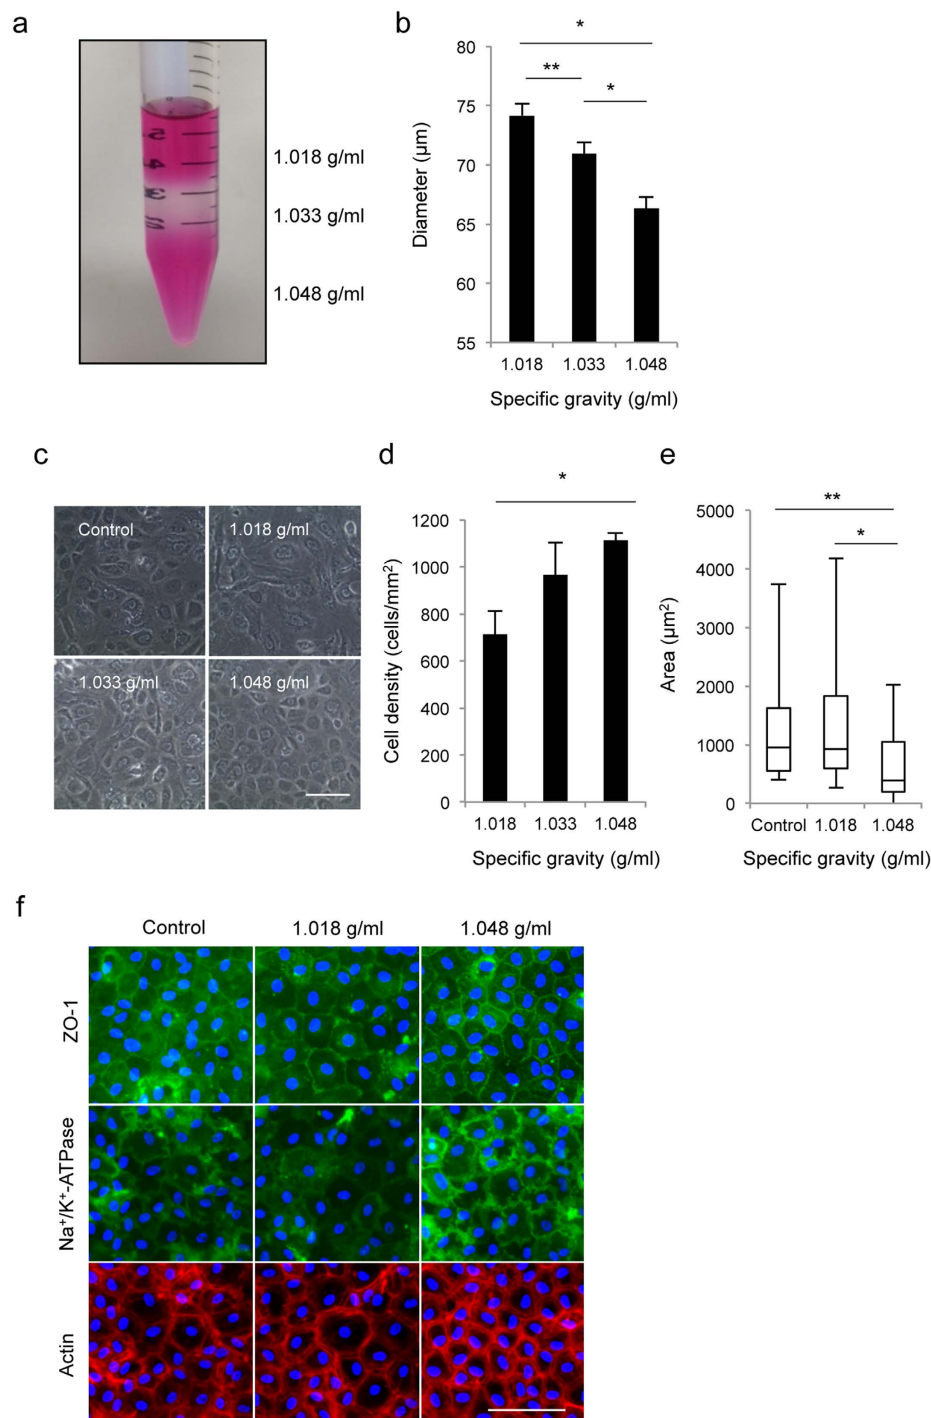 a
5
4
3
1.018 g/ml
1.033 g/ml
1.048 g/ml
b
*
**
*
80
75
70
65
60
55
Diameter (µm)
1.018 1.033 1.048
Specific gravity (g/ml)
c
Control
1.018 g/ml
1.033 g/ml
1.048 g/ml
d
*
1200
1000
800
600
400
200
0
Cell density (cells/mm²)
1.018 1.033 1.048
Specific gravity (g/ml)
e
**
*
5000
4000
3000
2000
1000
0
Area (µm²)
Control 1.018 1.048
Specific gravity (g/ml)
f
Control 1.018 g/ml 1.048 g/ml
ZO-1
Na⁺/K⁺-ATPase
Actin